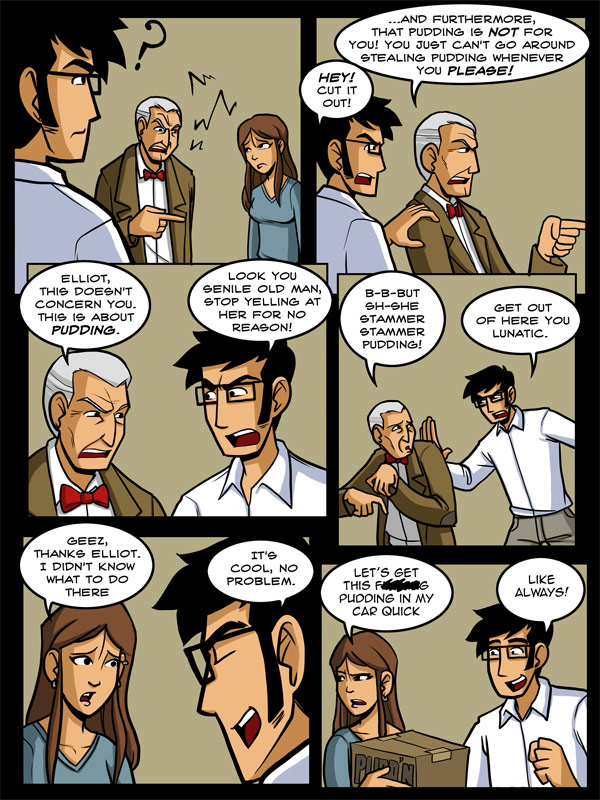 ?
...AND FURTHERMORE,
THAT PUDDING IS NOT FOR
YOU! YOU JUST CAN'T GO AROUND
STEALING PUDDING WHENEVER
YOU PLEASE!
HEY!
CUT IT
OUT!
ELLIOT,
THIS DOESN'T
CONCERN YOU.
THIS IS ABOUT
PUDDING.
LOOK YOU
SENILE OLD MAN,
STOP YELLING AT
HER FOR NO
REASON!
B-B-BUT
SH-SHE
STAMMER
STAMMER
PUDDING!
GET OUT
OF HERE YOU
LUNATIC.
GEEZ,
THANKS ELLIOT.
I DIDN'T KNOW
WHAT TO DO
THERE
IT'S
COOL, NO
PROBLEM.
LET'S GET
THIS
PUDDING IN MY
CAR QUICK
LIKE
ALWAYS!
PUDD'N